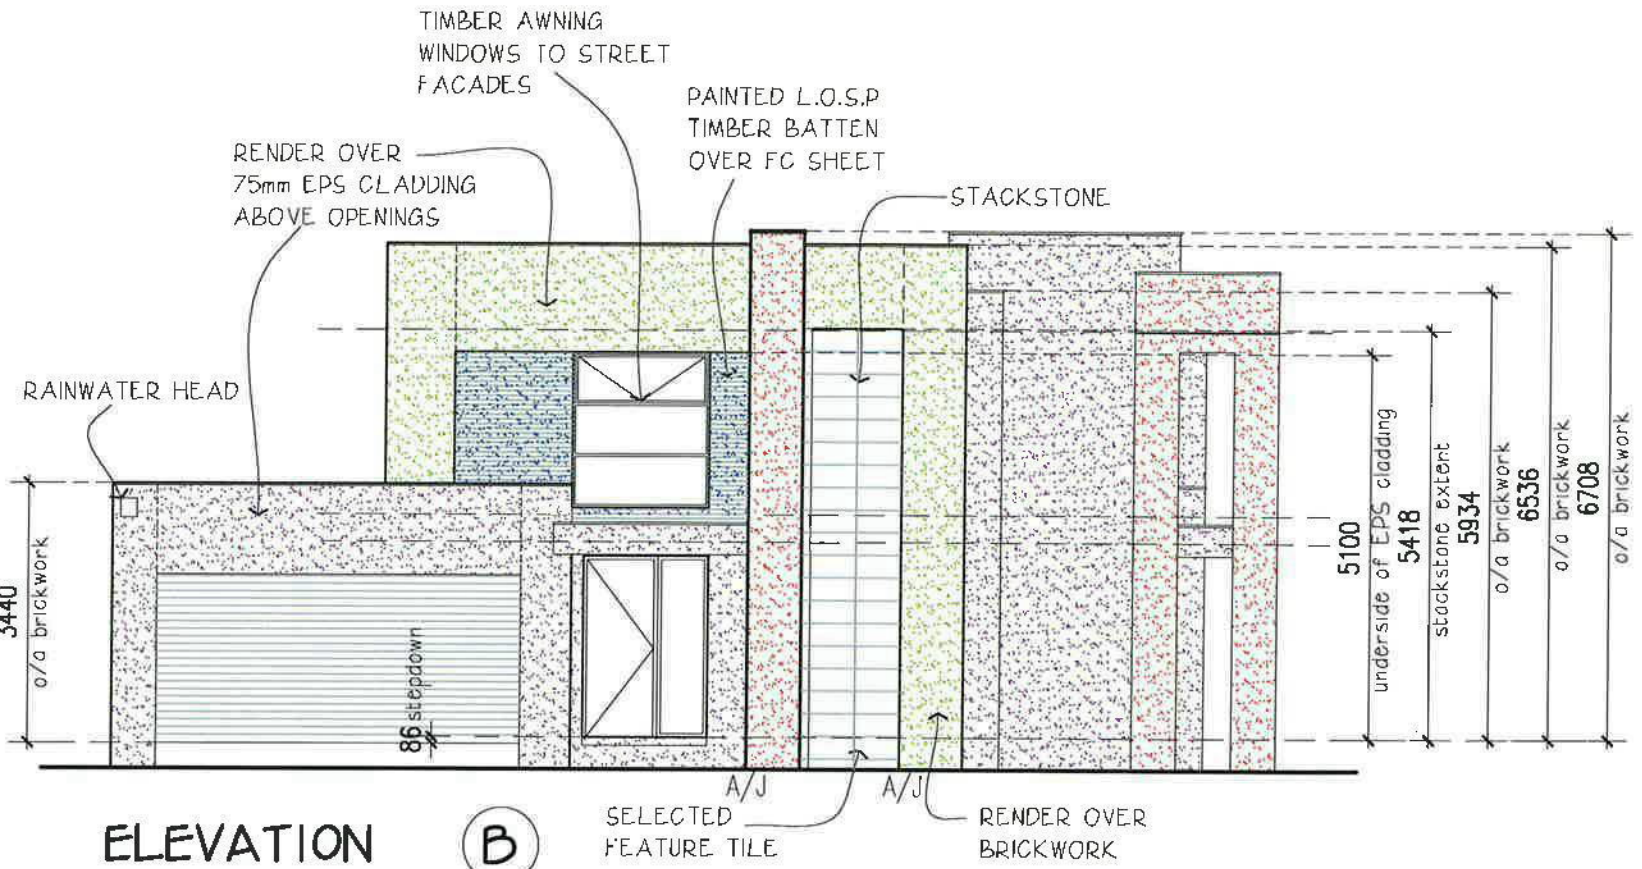 TIMBER AWNING
WINDOWS TO STREET
FACADES
PAINTED L.O.S.P
TIMBER BATTEN
OVER FC SHEET
RENDER OVER
75mm EPS CLADDING
ABOVE OPENINGS
STACKSTONE
RAINWATER HEAD
3440
o/a brickwork
86 stepdown
5100
underside of EPS cladding
5418
stackstone extent
5934
o/a brickwork
6536
o/a brickwork
6708
o/a brickwork
A/J
A/J
SELECTED
FEATURE TILE
RENDER OVER
BRICKWORK
ELEVATION
B